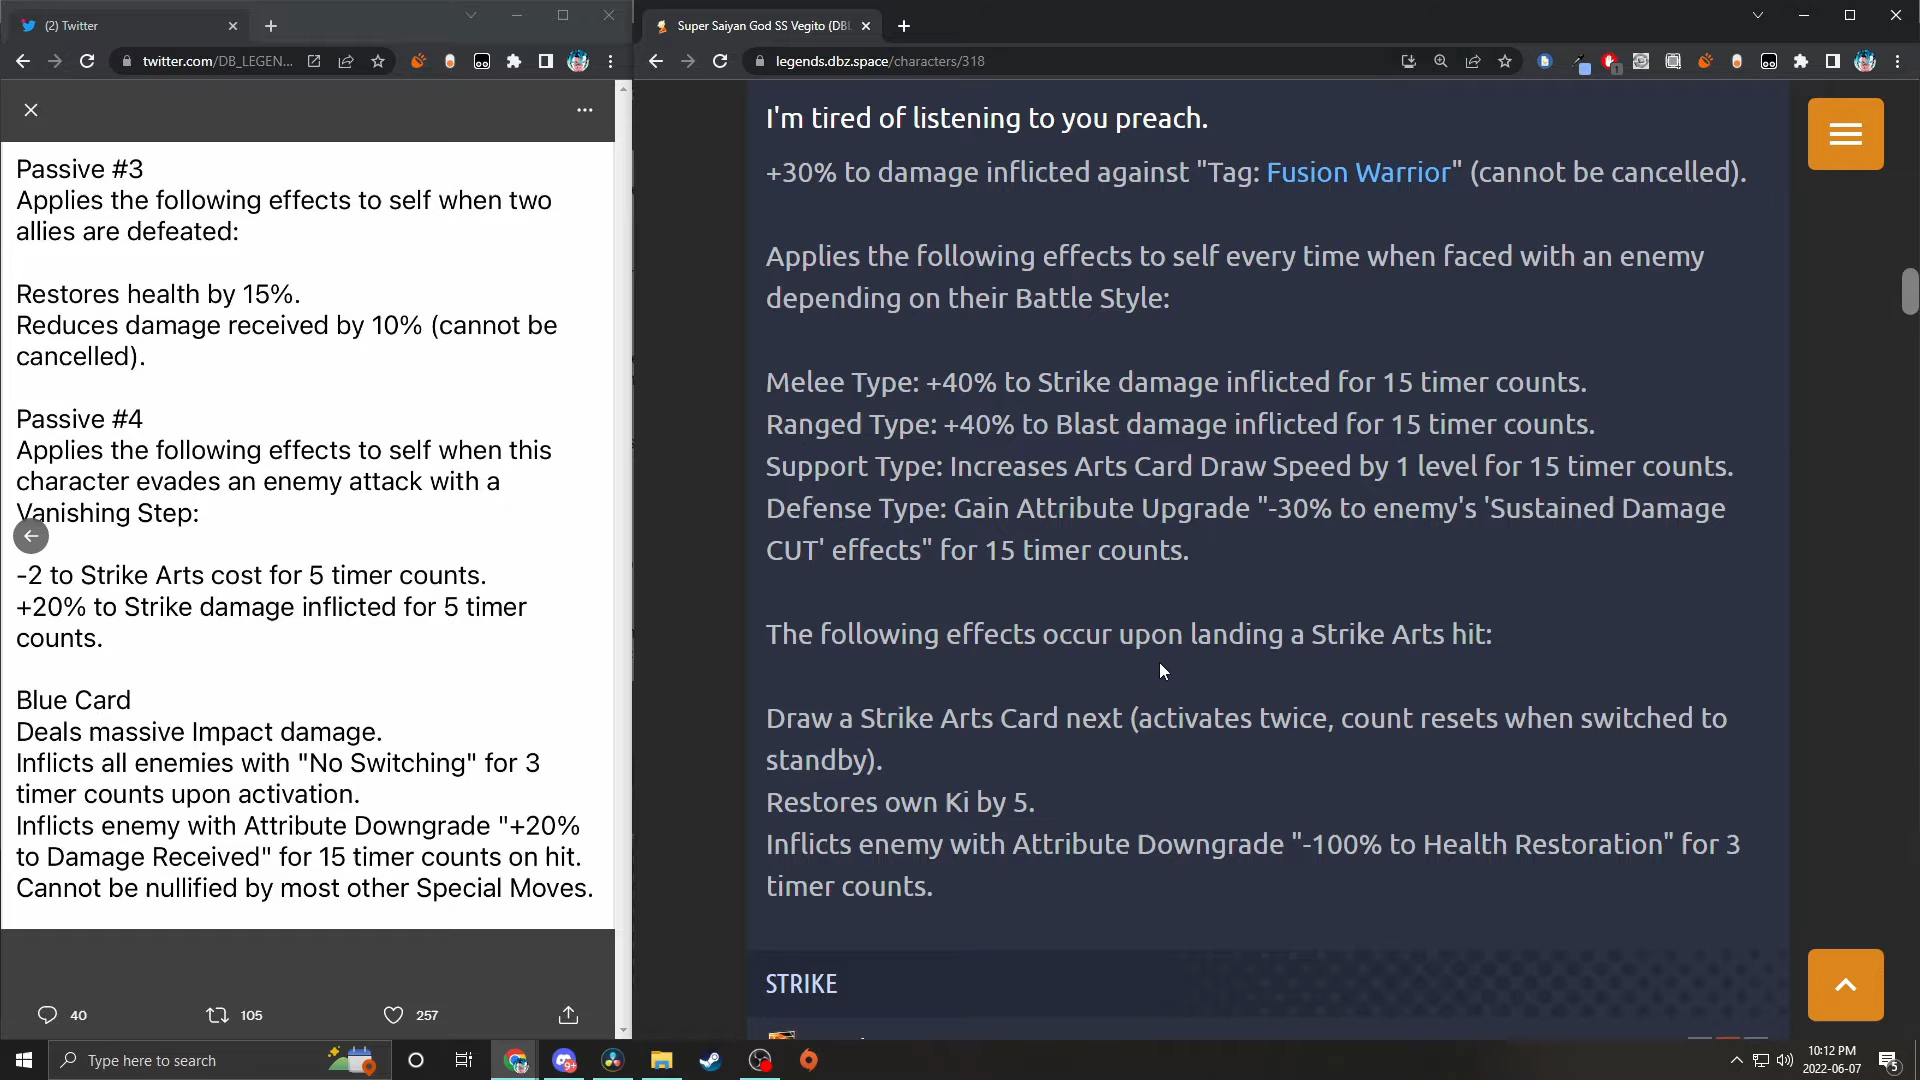 (2) Twitter
Super Saiyan God SS Vegito (DBL
twitter.com/DB_LEGEN...
legends.dbz.space/characters/318
Passive #3
Applies the following effects to self when two
allies are defeated:
Restores health by 15%.
Reduces damage received by 10% (cannot be
cancelled).
Passive #4
Applies the following effects to self when this
character evades an enemy attack with a
Vanishing Step:
-2 to Strike Arts cost for 5 timer counts.
+20% to Strike damage inflicted for 5 timer
counts.
Blue Card
Deals massive Impact damage.
Inflicts all enemies with "No Switching" for 3
timer counts upon activation.
Inflicts enemy with Attribute Downgrade "+20%
to Damage Received" for 15 timer counts on hit.
Cannot be nullified by most other Special Moves.
40
105
257
I'm tired of listening to you preach.
+30% to damage inflicted against "Tag: Fusion Warrior" (cannot be cancelled).
Applies the following effects to self every time when faced with an enemy
depending on their Battle Style:
Melee Type: +40% to Strike damage inflicted for 15 timer counts.
Ranged Type: +40% to Blast damage inflicted for 15 timer counts.
Support Type: Increases Arts Card Draw Speed by 1 level for 15 timer counts.
Defense Type: Gain Attribute Upgrade "-30% to enemy's 'Sustained Damage
CUT' effects" for 15 timer counts.
The following effects occur upon landing a Strike Arts hit:
Draw a Strike Arts Card next (activates twice, count resets when switched to
standby).
Restores own Ki by 5.
Inflicts enemy with Attribute Downgrade "-100% to Health Restoration" for 3
timer counts.
STRIKE
Type here to search
10:12 PM
2022-06-07
5